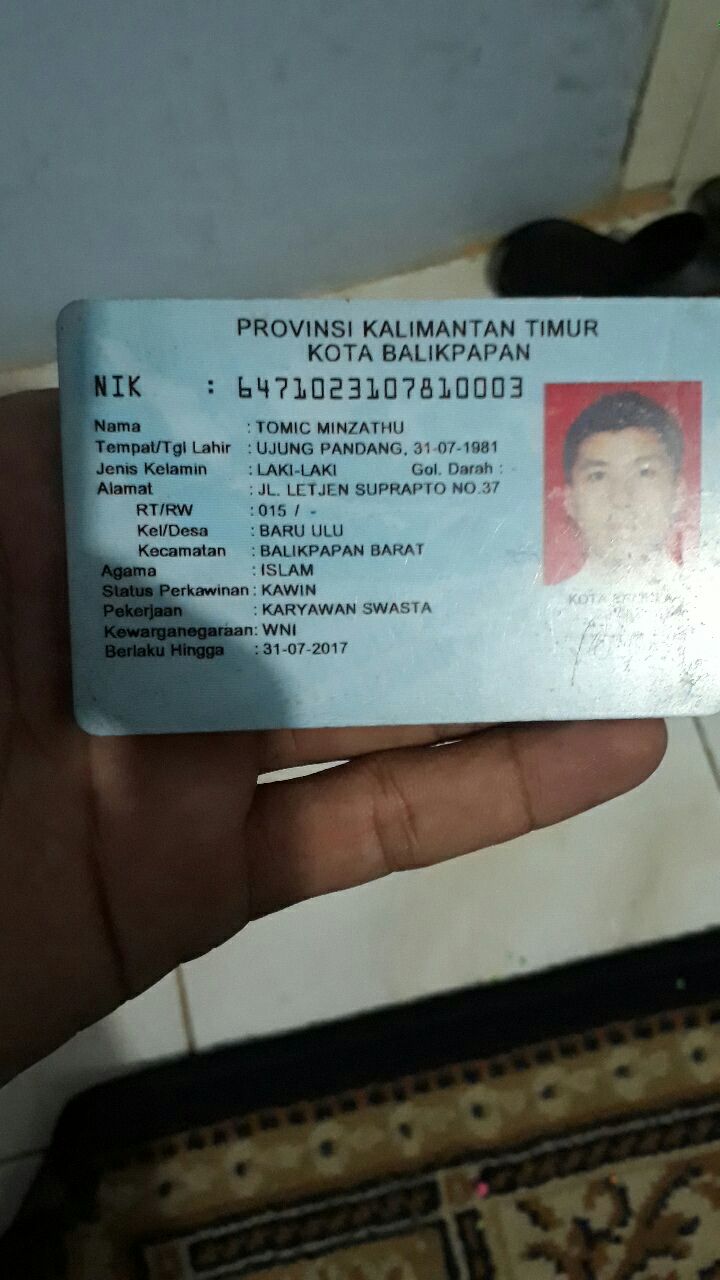 PROVINSI KALIMANTAN TIMUR
KOTA BALIKPAPAN
NIK : 6471023107810003
Nama : TOMIC MINZATHU
Tempat/Tgl Lahir : UJUNG PANDANG, 31-07-1981
Jenis Kelamin : LAKI-LAKI Gol. Darah : -
Alamat : JL. LETJEN SUPRAPTO NO.37
RT/RW : 015 / -
Kel/Desa : BARU ULU
Kecamatan : BALIKPAPAN BARAT
Agama : ISLAM
Status Perkawinan : KAWIN
Pekerjaan : KARYAWAN SWASTA
Kewarganegaraan: WNI
Berlaku Hingga : 31-07-2017
KOTA